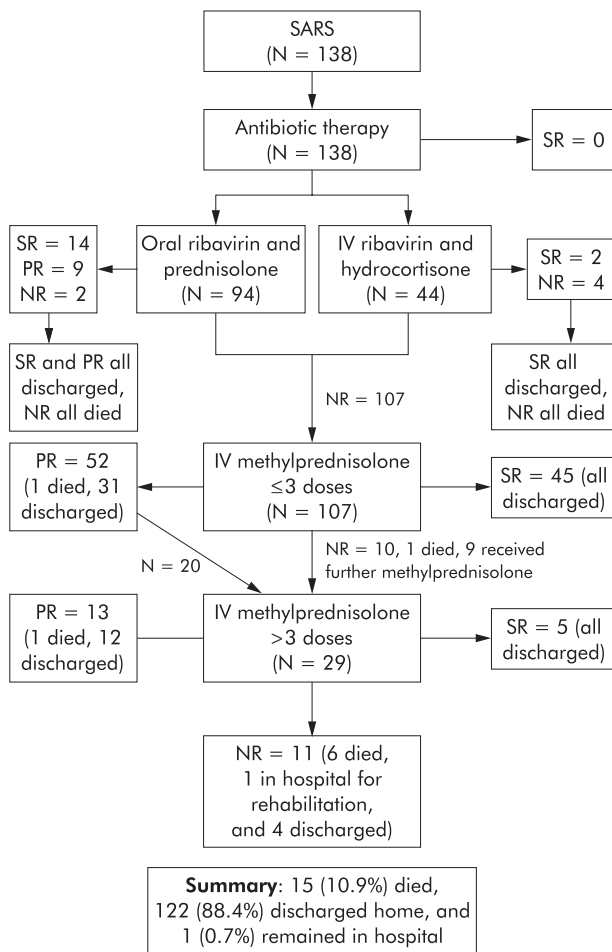 SARS
(N = 138)
Antibiotic therapy
(N = 138)
SR = 0
SR = 14
PR = 9
NR = 2
Oral ribavirin and
prednisolone
(N = 94)
IV ribavirin and
hydrocortisone
(N = 44)
SR = 2
NR = 4
SR and PR all
discharged,
NR all died
SR all
discharged,
NR all died
NR = 107
PR = 52
(1 died, 31
discharged)
IV methylprednisolone
≤3 doses
(N = 107)
SR = 45 (all
discharged)
N = 20
NR = 10, 1 died, 9 received
further methylprednisolone
PR = 13
(1 died, 12
discharged)
IV methylprednisolone
>3 doses
(N = 29)
SR = 5 (all
discharged)
NR = 11 (6 died,
1 in hospital for
rehabilitation,
and 4 discharged)
Summary: 15 (10.9%) died,
122 (88.4%) discharged home, and
1 (0.7%) remained in hospital